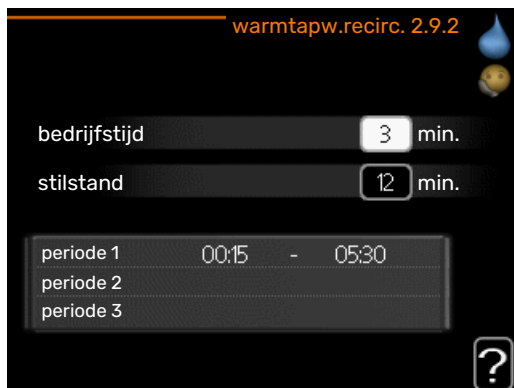 warmtapw.recirc. 2.9.2
bedrijfstijd 3 min.
stilstand 12 min.
periode 1 00:15 - 05:30
periode 2
periode 3
?